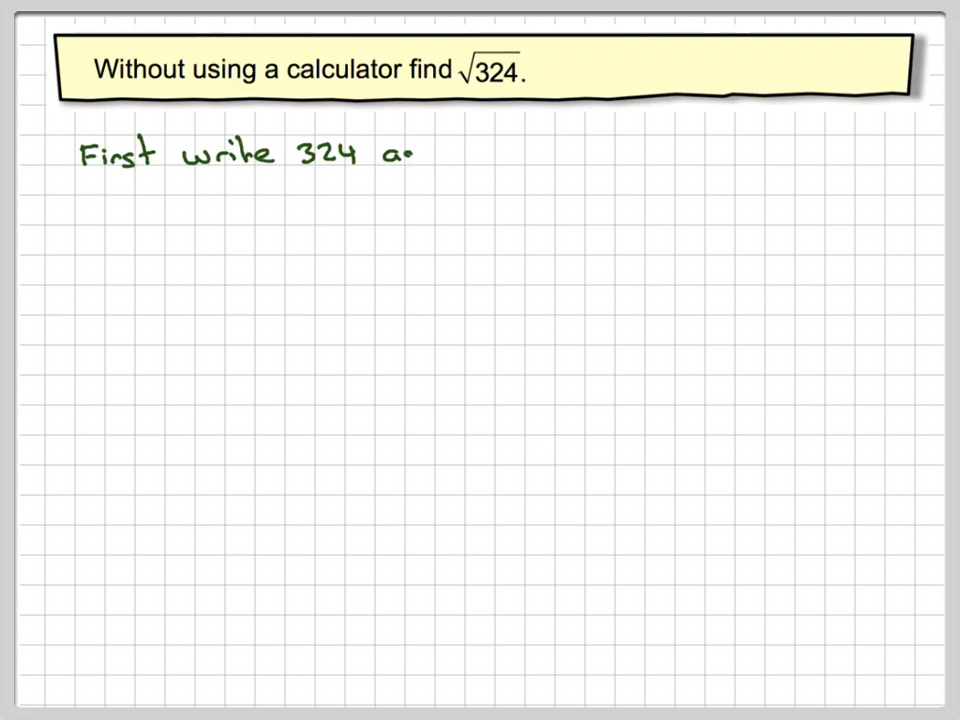 Without using a calculator find √324.
First write 324 a